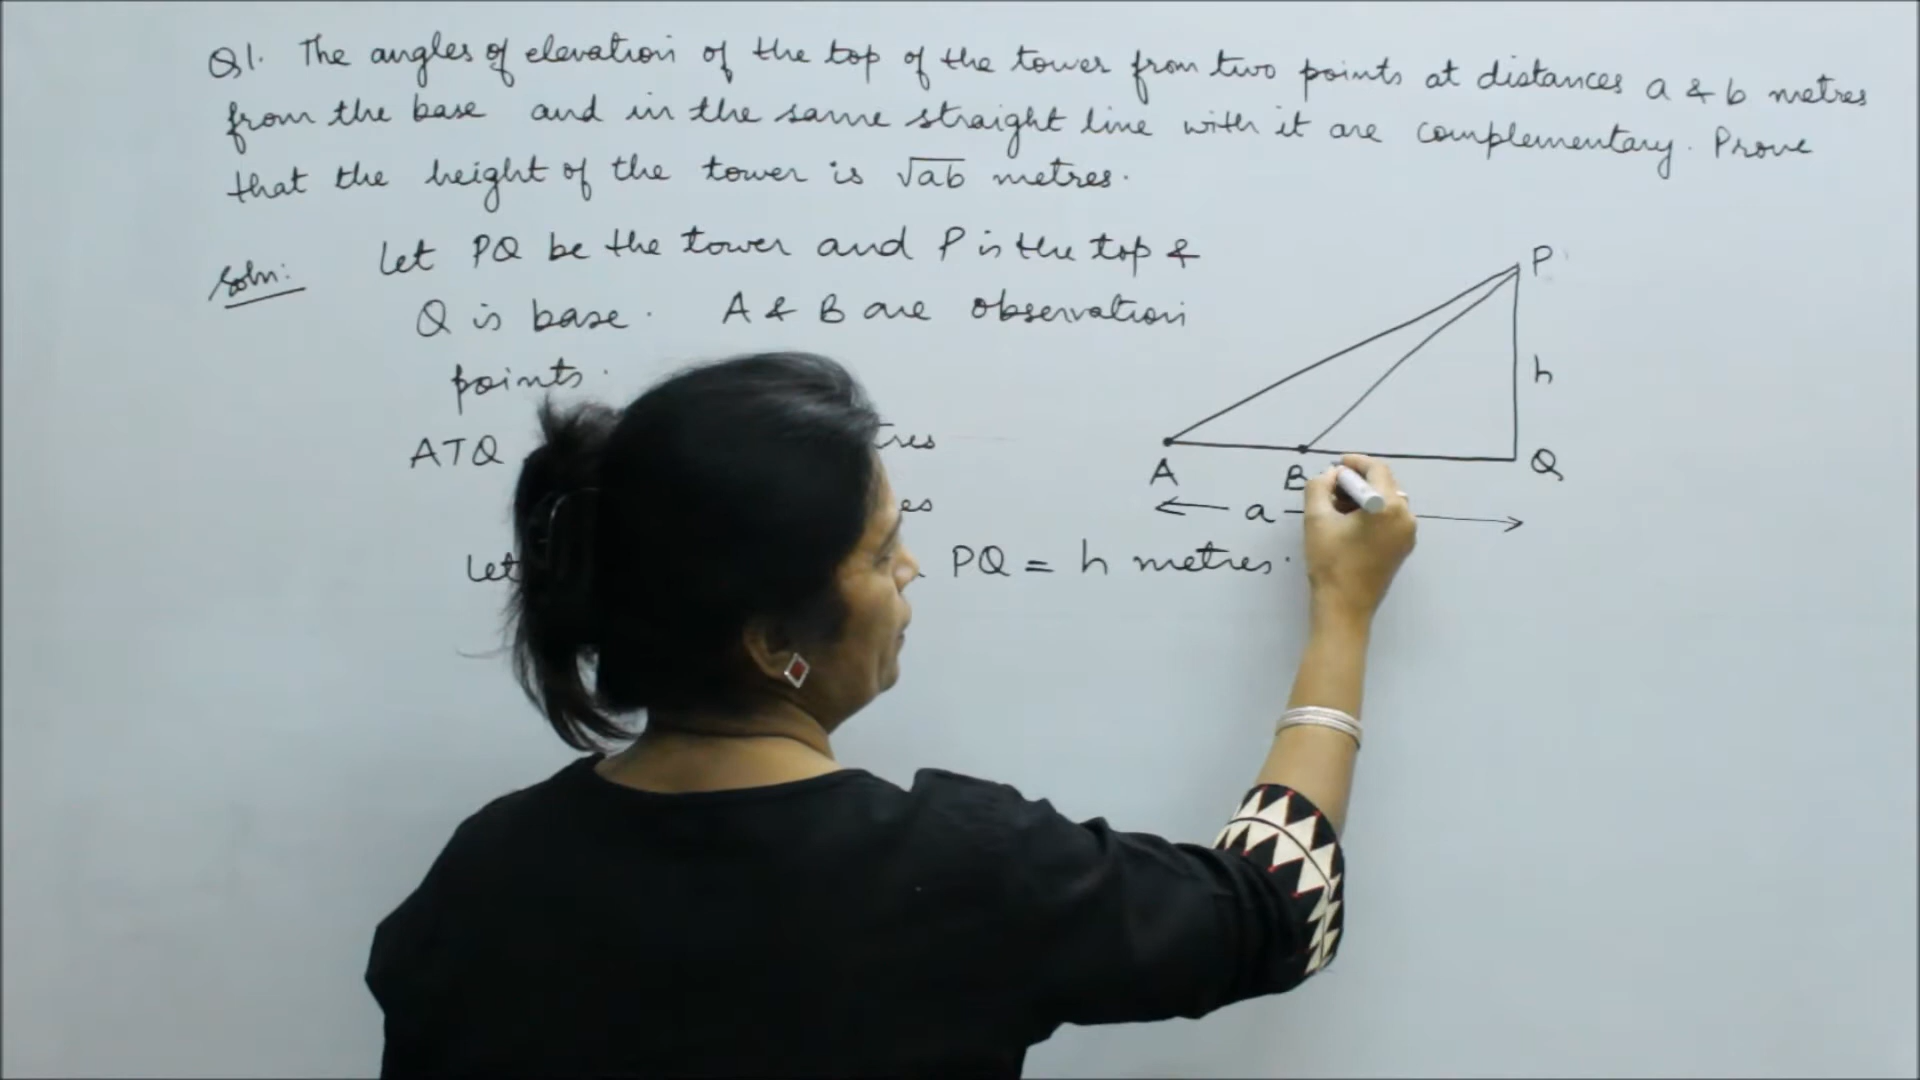 Q1. The angles of elevation of the top of the tower from two points at distances a & b metres
from the base and in the same straight line with it are complementary. Prove
that the height of the tower is √ab metres.
Soln: Let PQ be the tower and P is the top &
Q is base. A & B are observation
points.
ATQ
Let PQ = h metres.
P
h
A B Q
a